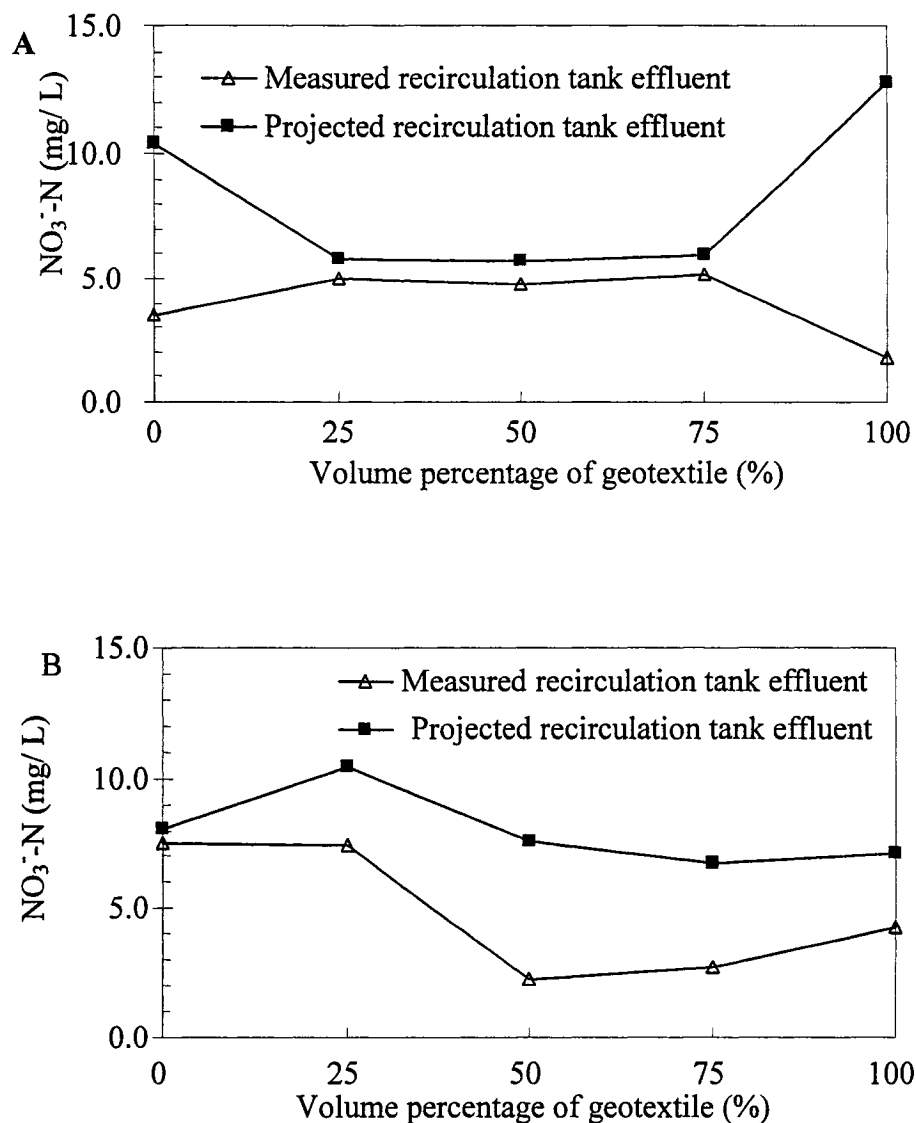 A
15.0
Measured recirculation tank effluent
Projected recirculation tank effluent
10.0
5.0
0.0
NO₃⁻-N (mg/ L)
0 25 50 75 100
Volume percentage of geotextile (%)
B
15.0
Measured recirculation tank effluent
Projected recirculation tank effluent
10.0
5.0
0.0
NO₃⁻-N (mg/ L)
0 25 50 75 100
Volume percentage of geotextile (%)